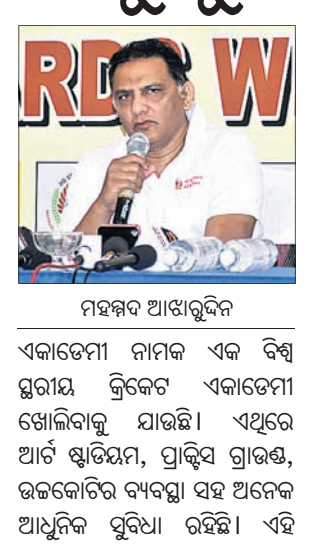 RDS W
ମହମ୍ମଦ ଆଝାରୁଦ୍ଦିନ
ଏକାଡେମୀ ନାମକ ଏକ ବିଶ୍ୱ
ସ୍ତରୀୟ କ୍ରିକେଟ ଏକାଡେମୀ
ଖୋଲିବାକୁ ଯାଉଛି। ଏଥିରେ
ଆର୍ଟ ଷ୍ଟାଡିୟମ, ପ୍ରାକ୍ଟିସ ଗ୍ରାଉଣ୍ଡ,
ଉଚ୍ଚକୋଟିର ବ୍ୟବସ୍ଥା ସହ ଅନେକ
ଆଧୁନିକ ସୁବିଧା ରହିଛି। ଏହି